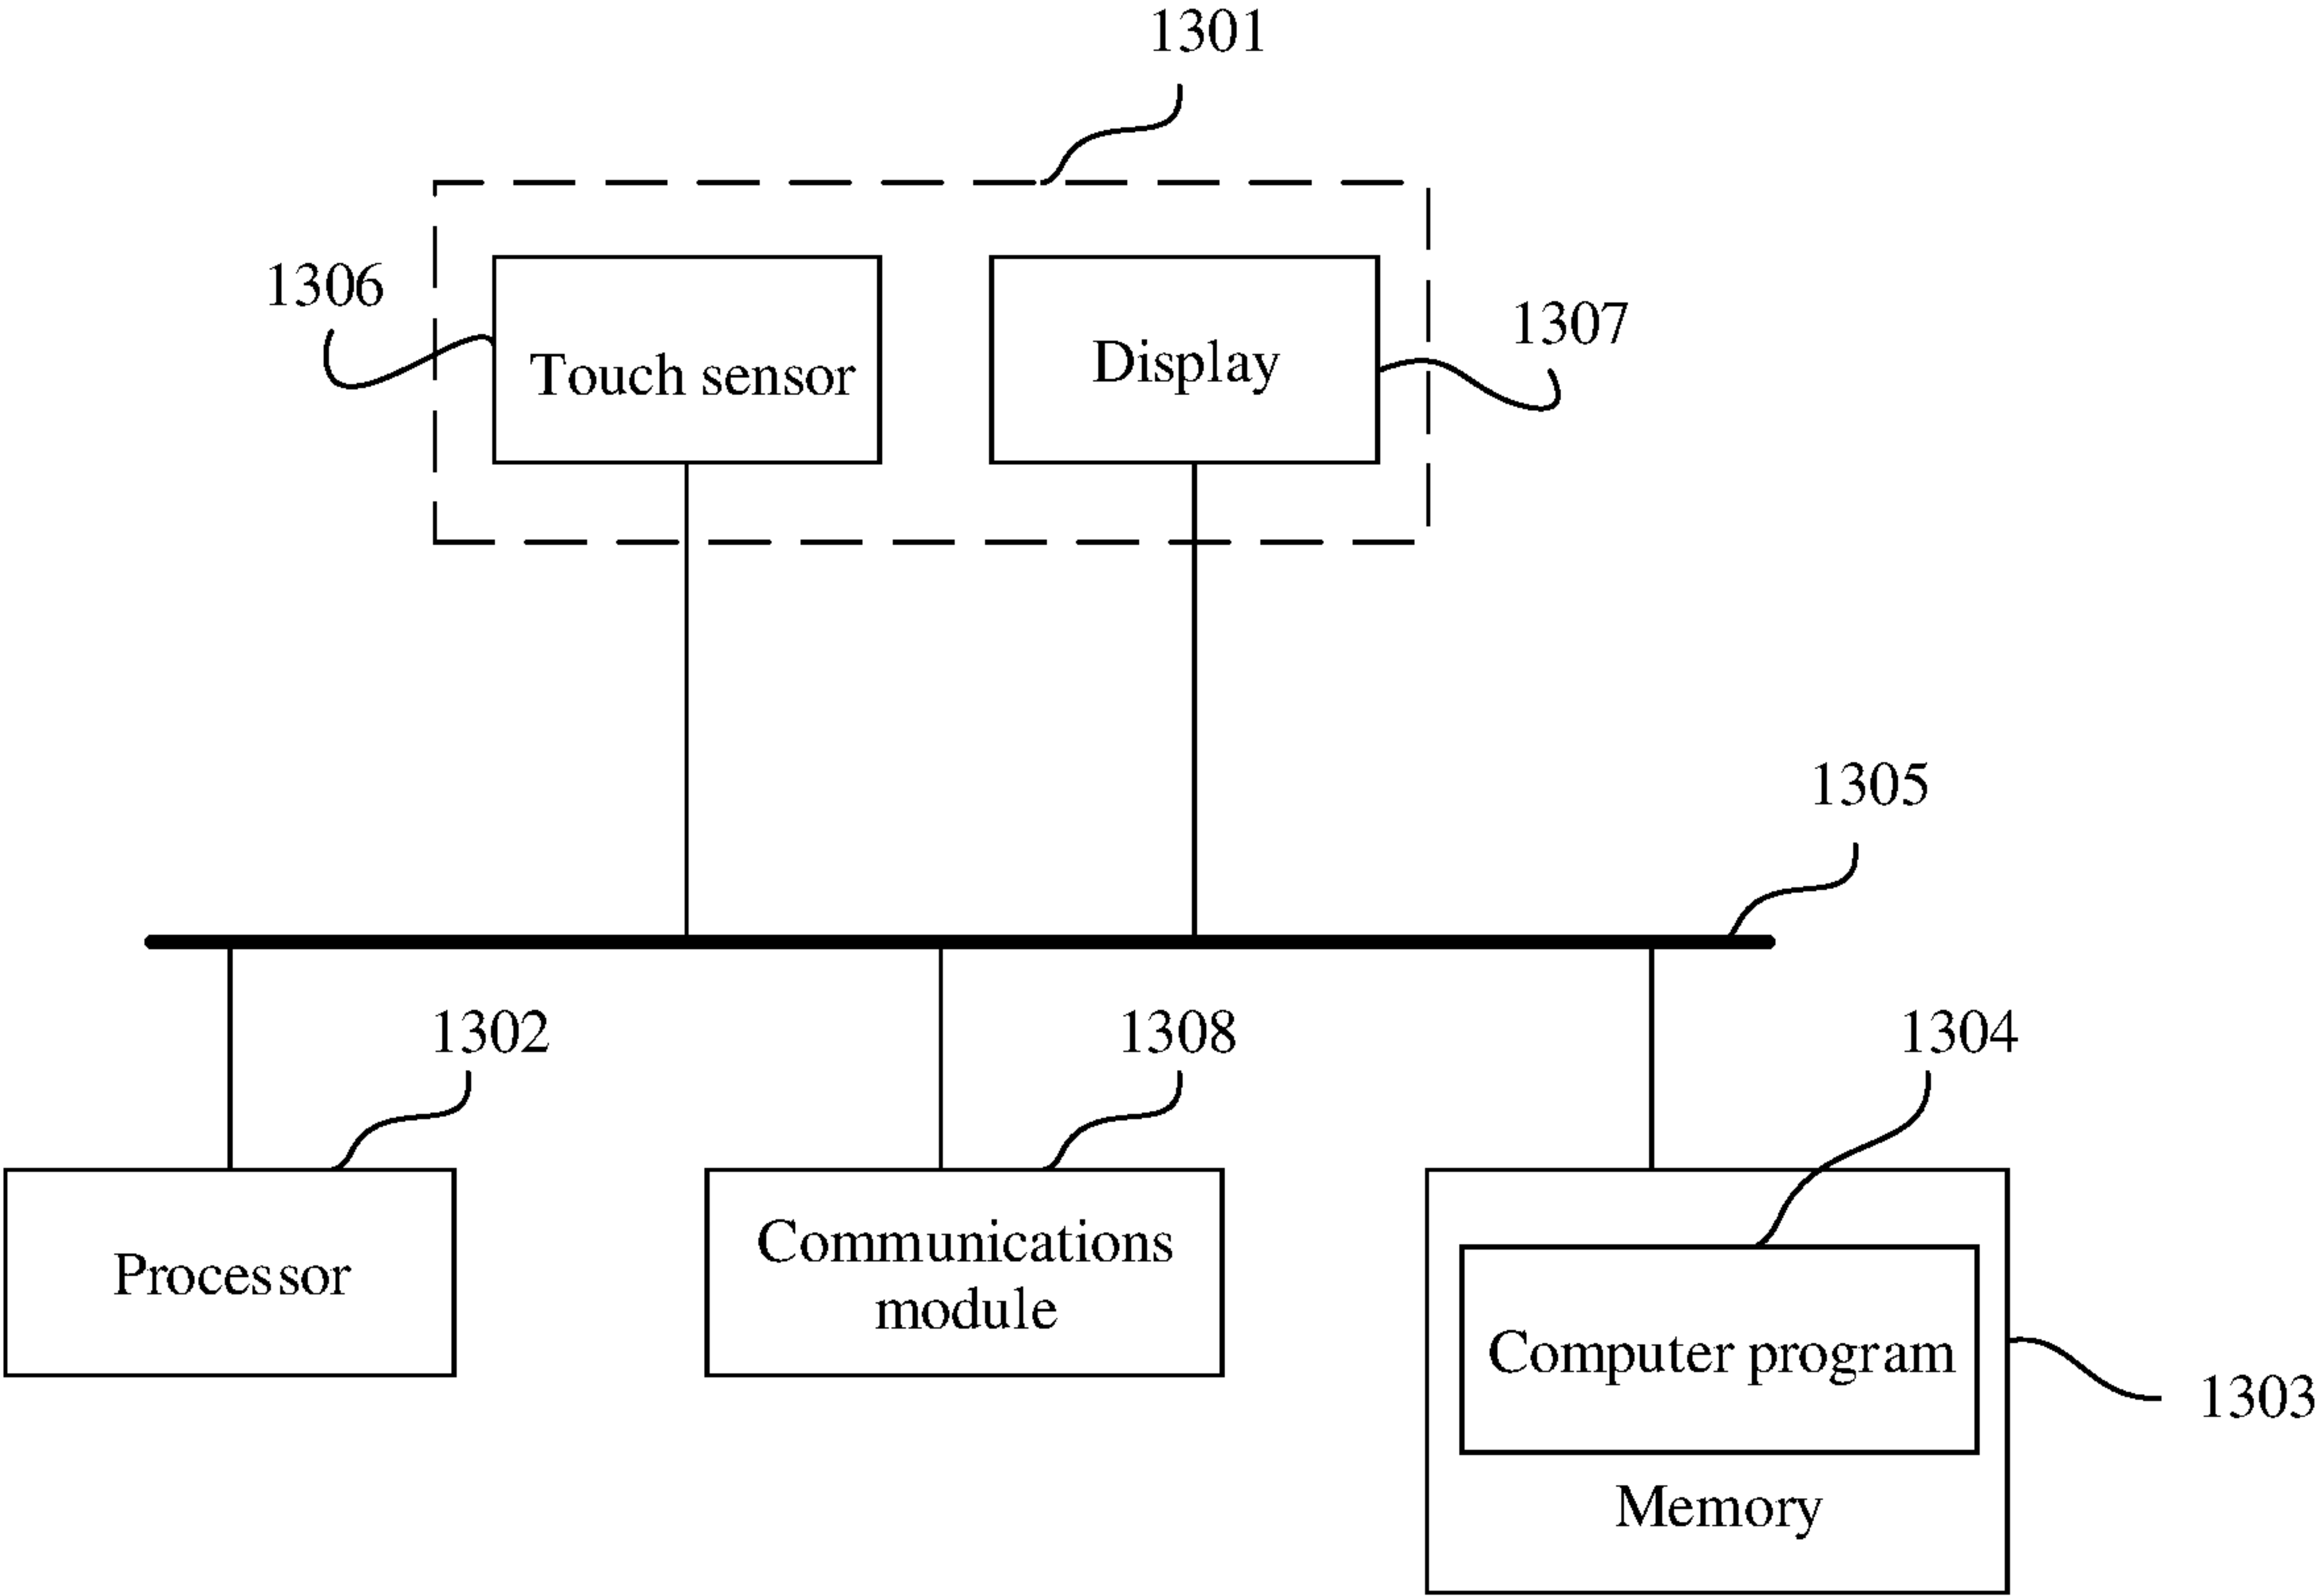 1301
1306
1307
Touch sensor
Display
1305
1302
1308
1304
Processor
Communications
module
Computer program
1303
Memory